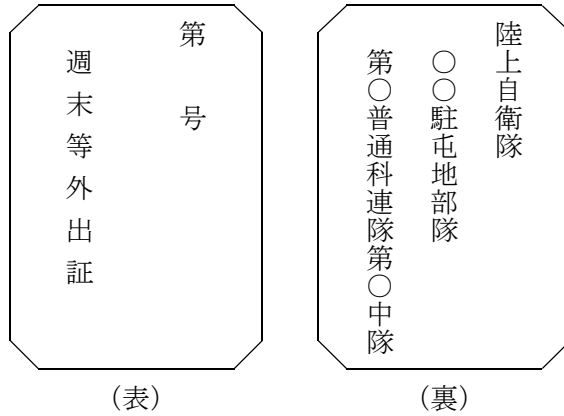 第　号
週末等外出証
（表）
陸上自衛隊
○○駐屯地部隊
第○普通科連隊第○中隊
（裏）